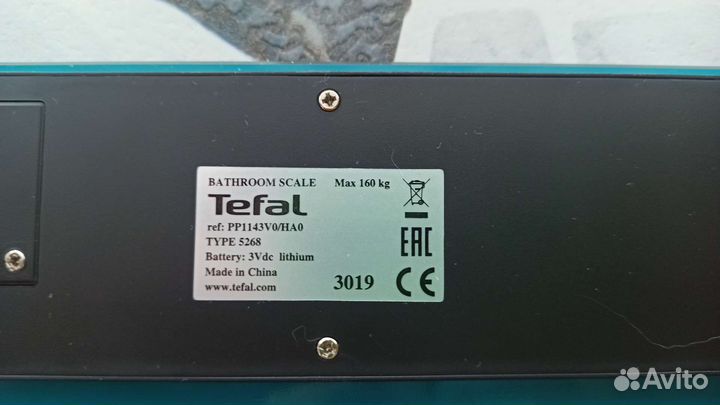 BATHROOM SCALE Max 160 kg
Tefal
ref: PP1143V0/HA0
TYPE 5268
Battery: 3Vdc lithium
Made in China
www.tefal.com
3019
EAC
CE
Avito